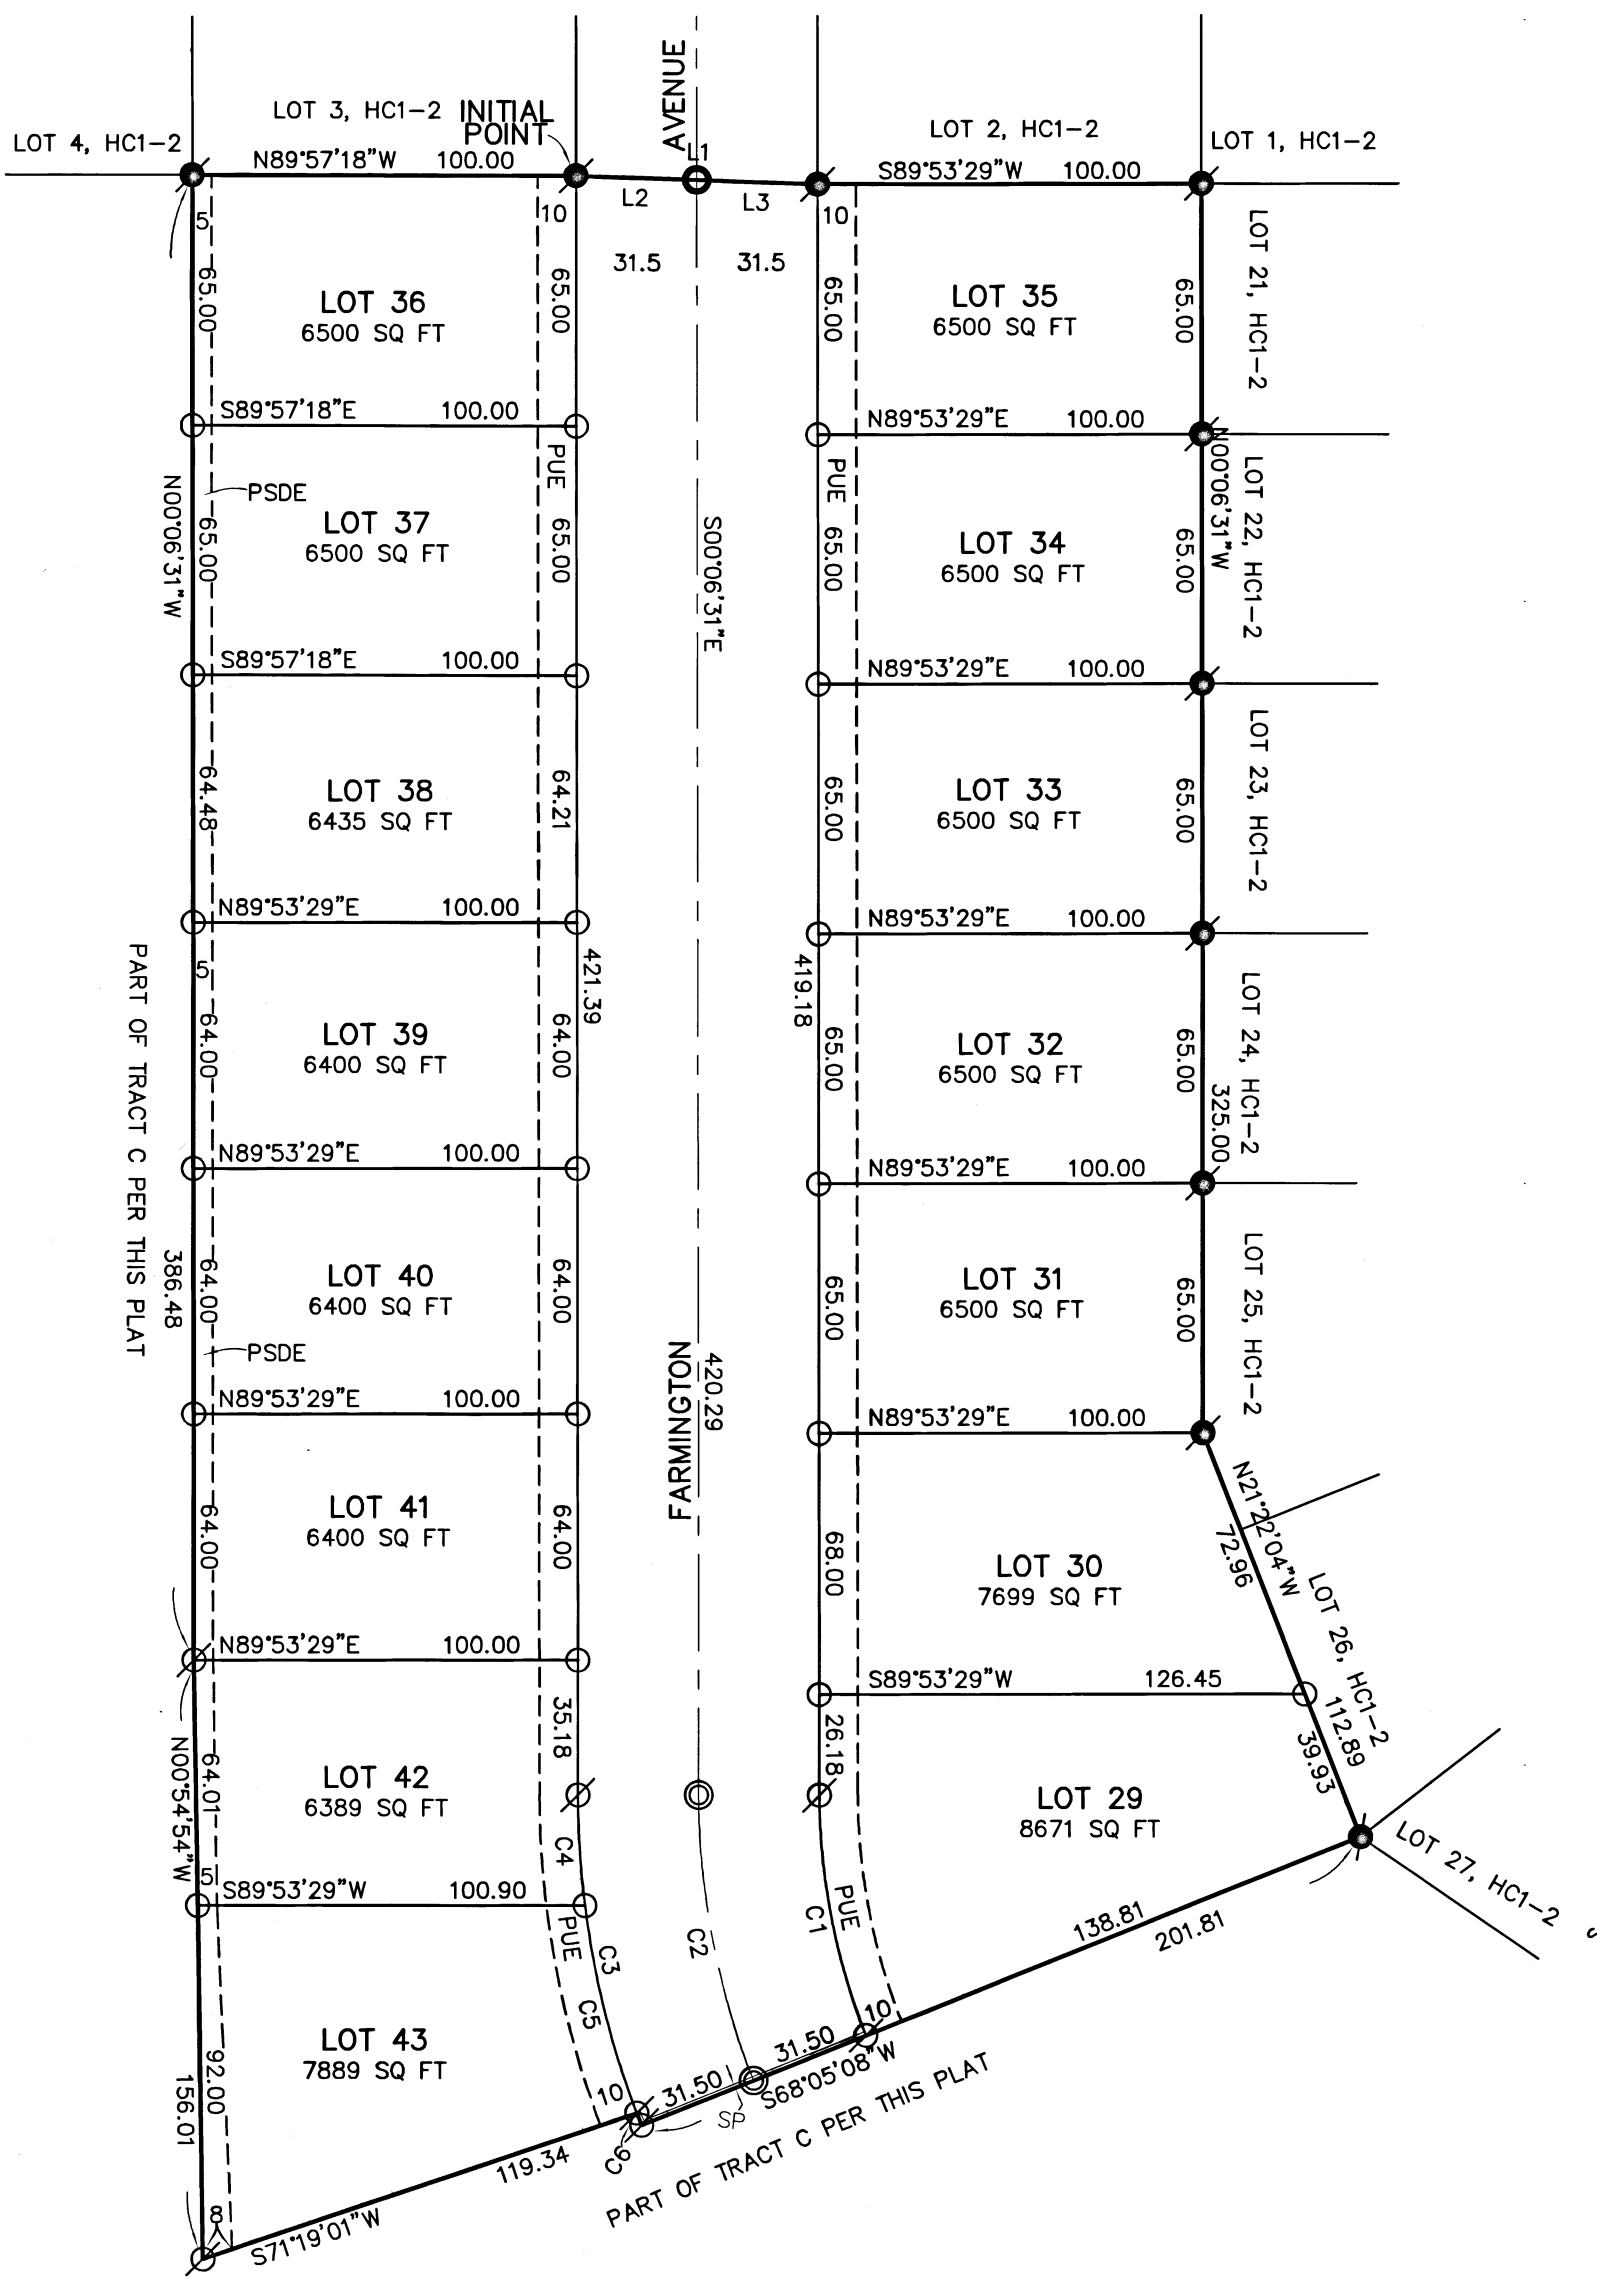 AVENUE
LOT 3, HC1-2
INITIAL
POINT
LOT 4, HC1-2
LOT 2, HC1-2
LOT 1, HC1-2
N89°57'18"W 100.00
L1
S89°53'29"W 100.00
L2
L3
5
10
10
31.5
31.5
65.00
65.00
65.00
65.00
LOT 21, HC1-2
LOT 36
6500 SQ FT
LOT 35
6500 SQ FT
S89°57'18"E 100.00
N89°53'29"E 100.00
PUE
PUE
N00°06'31"W
LOT 22, HC1-2
N00°06'31"W
PSDE
65.00
65.00
65.00
65.00
S00°06'31"E
LOT 37
6500 SQ FT
LOT 34
6500 SQ FT
S89°57'18"E 100.00
N89°53'29"E 100.00
LOT 23, HC1-2
64.48
64.21
65.00
65.00
LOT 38
6435 SQ FT
LOT 33
6500 SQ FT
N89°53'29"E 100.00
N89°53'29"E 100.00
5
421.39
419.18
PART OF TRACT C PER THIS PLAT
64.00
64.00
65.00
65.00
LOT 24, HC1-2
325.00
LOT 39
6400 SQ FT
LOT 32
6500 SQ FT
N89°53'29"E 100.00
N89°53'29"E 100.00
386.48
64.00
64.00
65.00
65.00
LOT 25, HC1-2
LOT 40
6400 SQ FT
LOT 31
6500 SQ FT
PSDE
FARMINGTON
420.29
N89°53'29"E 100.00
N89°53'29"E 100.00
64.00
64.00
68.00
N21°22'04"W
72.96
LOT 41
6400 SQ FT
LOT 30
7699 SQ FT
LOT 26, HC1-2
N89°53'29"E 100.00
S89°53'29"W 126.45
35.18
26.18
112.89
39.93
N00°54'54"W
64.01
LOT 42
6389 SQ FT
LOT 29
8671 SQ FT
LOT 27, HC1-2
C4
5
S89°53'29"W 100.90
PUE
C3
C2
C1
PUE
138.81
201.81
C5
10
LOT 43
7889 SQ FT
92.00
156.01
10
31.50
31.50
S68°05'08"W
SP
C6
119.34
PART OF TRACT C PER THIS PLAT
8
S71°19'01"W